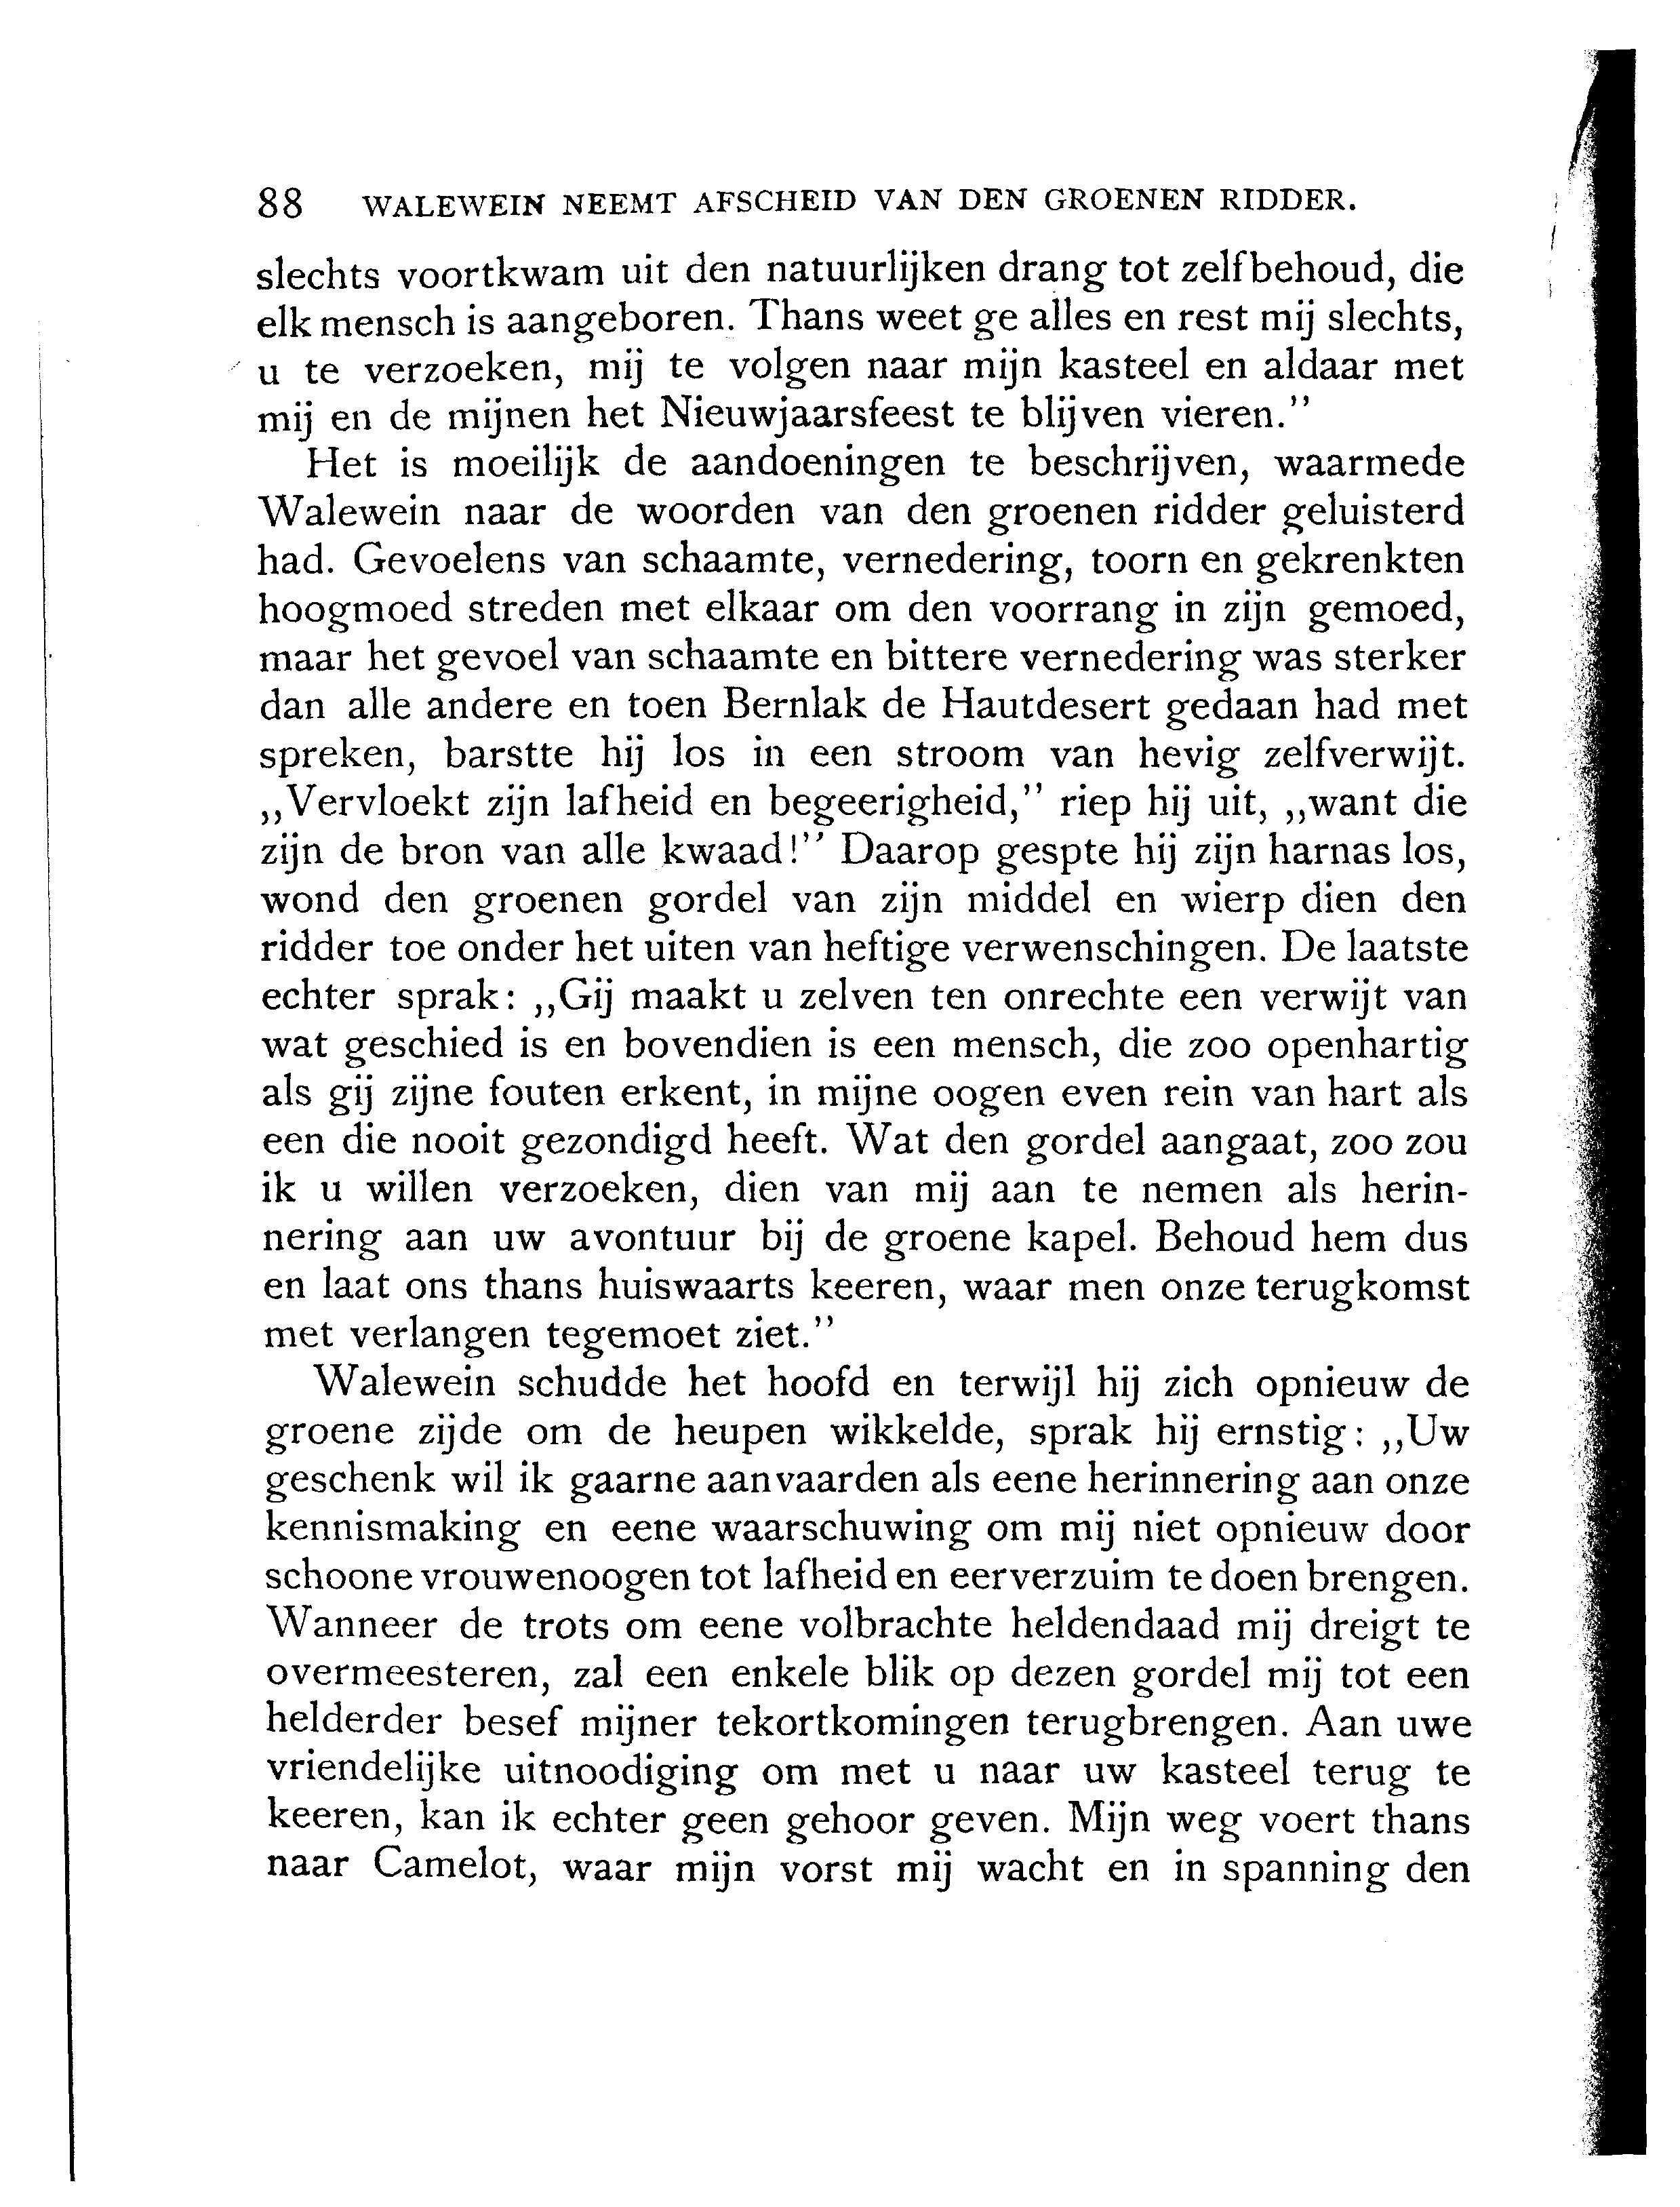 88 WALEWEIN NEEMT AFSCHEID VAN DEN GROENEN RIDDER.
slechts voortkwam uit den natuurlijken drang tot zelfbehoud, die
elk mensch is aangeboren. Thans weet ge alles en rest mij slechts,
u te verzoeken, mij te volgen naar mijn kasteel en aldaar met
mij en de mijnen het Nieuwjaarsfeest te blijven vieren.”
Het is moeilijk de aandoeningen te beschrijven, waarmede
Walewein naar de woorden van den groenen ridder geluisterd
had. Gevoelens van schaamte, vernedering, toorn en gekrenkten
hoogmoed streden met elkaar om den voorrang in zijn gemoed,
maar het gevoel van schaamte en bittere vernedering was sterker
dan alle andere en toen Bernlak de Hautdesert gedaan had met
spreken, barstte hij los in een stroom van hevig zelfverwijt.
„Vervloekt zijn lafheid en begeerigheid,” riep hij uit, „want die
zijn de bron van alle kwaad!” Daarop gespte hij zijn harnas los,
wond den groenen gordel van zijn middel en wierp dien den
ridder toe onder het uiten van heftige verwenschingen. De laatste
echter sprak: „Gij maakt u zelven ten onrechte een verwijt van
wat geschied is en bovendien is een mensch, die zoo openhartig
als gij zijne fouten erkent, in mijne oogen even rein van hart als
een die nooit gezondigd heeft. Wat den gordel aangaat, zoo zou
ik u willen verzoeken, dien van mij aan te nemen als herin-
nering aan uw avontuur bij de groene kapel. Behoud hem dus
en laat ons thans huiswaarts keeren, waar men onze terugkomst
met verlangen tegemoet ziet.”
Walewein schudde het hoofd en terwijl hij zich opnieuw de
groene zijde om de heupen wikkelde, sprak hij ernstig: „Uw
geschenk wil ik gaarne aanvaarden als eene herinnering aan onze
kennismaking en eene waarschuwing om mij niet opnieuw door
schoone vrouwenoogen tot lafheid en eerverzuim te doen brengen.
Wanneer de trots om eene volbrachte heldendaad mij dreigt te
overmeesteren, zal een enkele blik op dezen gordel mij tot een
helderder besef mijner tekortkomingen terugbrengen. Aan uwe
vriendelijke uitnoodiging om met u naar uw kasteel terug te
keeren, kan ik echter geen gehoor geven. Mijn weg voert thans
naar Camelot, waar mijn vorst mij wacht en in spanning den